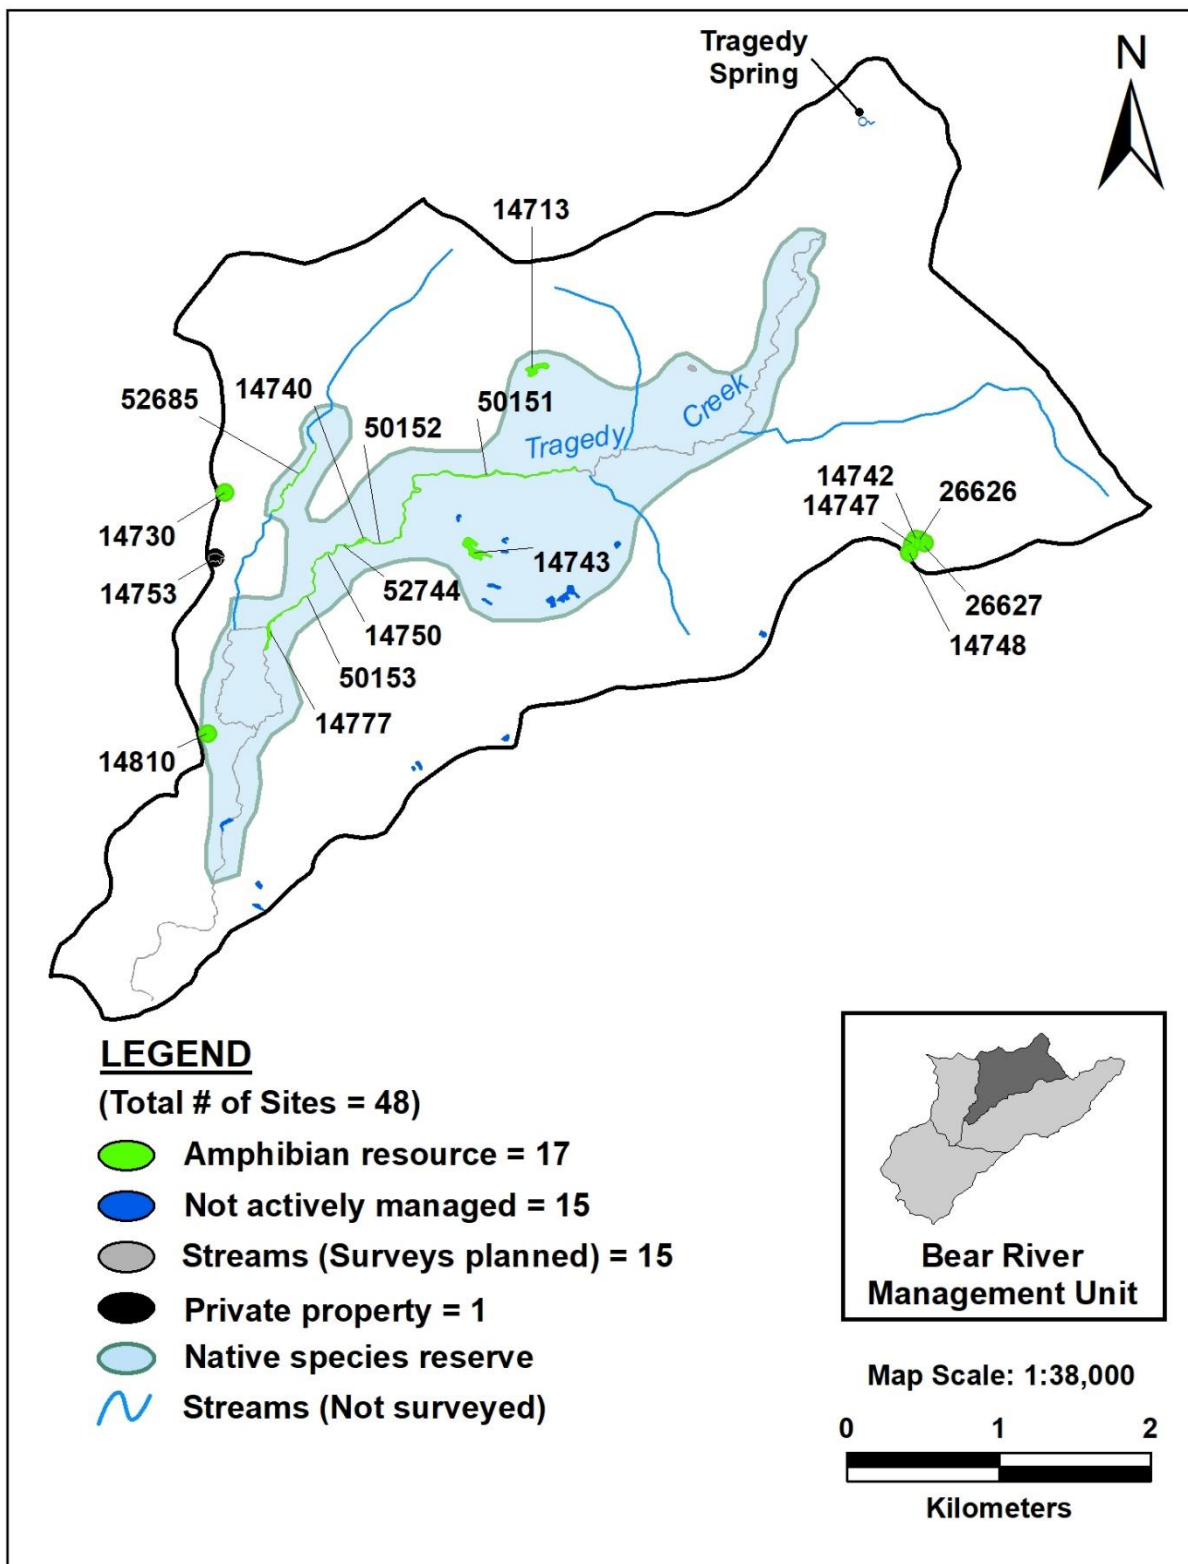 Tragedy
Spring
N
14713
52685
14740
50152
50151
Tragedy
Creek
14742
14747
26626
14730
14753
14743
52744
14750
50153
14777
26627
14748
14810
LEGEND
(Total # of Sites = 48)
Amphibian resource = 17
Not actively managed = 15
Streams (Surveys planned) = 15
Private property = 1
Native species reserve
Streams (Not surveyed)
Bear River
Management Unit
Map Scale: 1:38,000
0 1 2
Kilometers